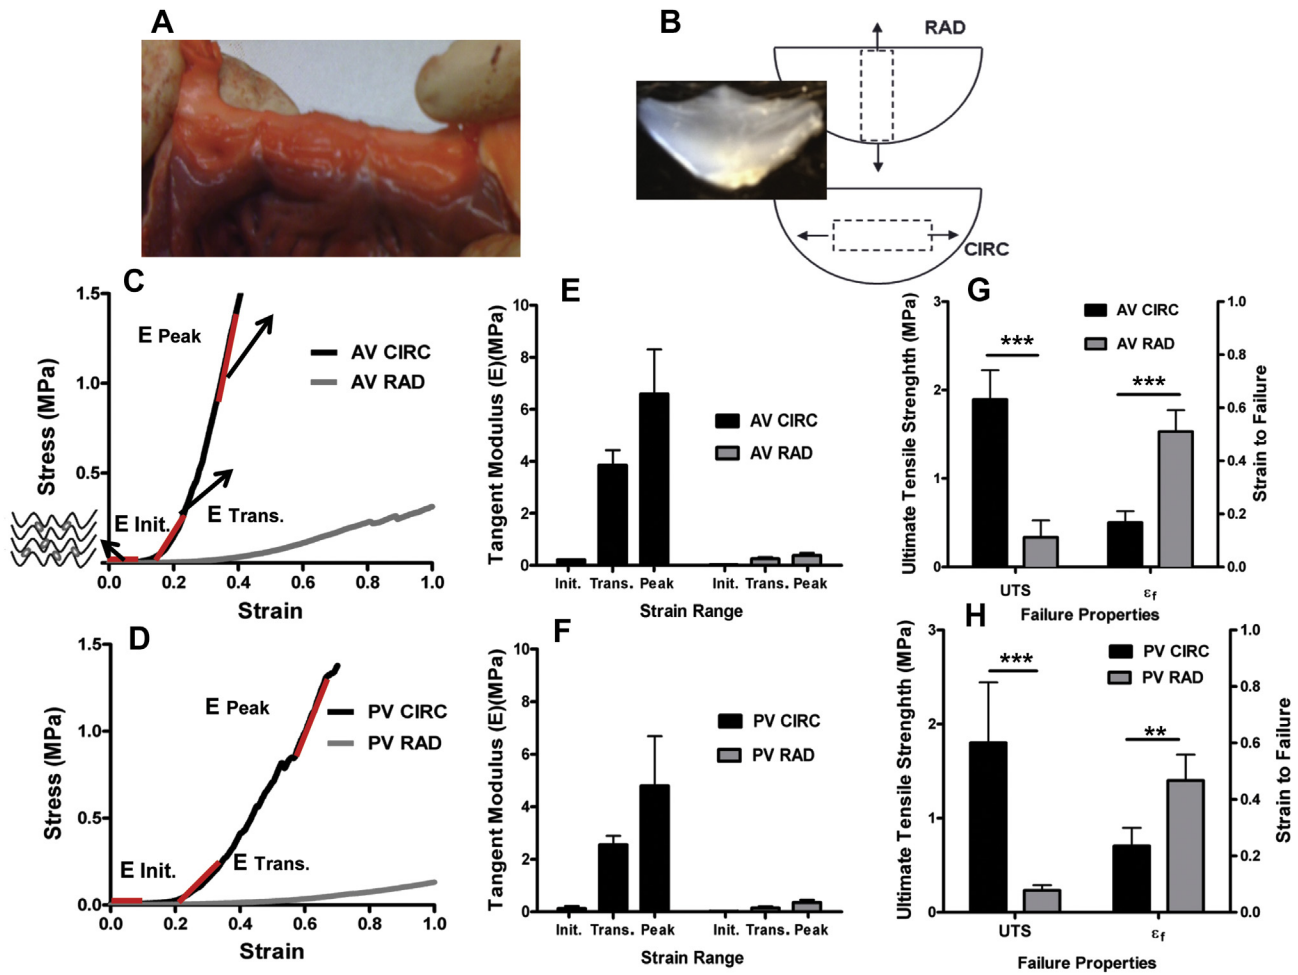 A
B
RAD
CIRC
C
1.5
1.0
0.5
0.0
Stress (MPa)
E Peak
AV CIRC
AV RAD
E Init.
E Trans.
0.0 0.2 0.4 0.6 0.8 1.0
Strain
E
10
8
6
4
2
0
Tangent Modulus (E)(MPa)
AV CIRC
AV RAD
Init. Trans. Peak Init. Trans. Peak
Strain Range
G
3
2
1
0
Ultimate Tensile Strenghth (MPa)
AV CIRC
AV RAD
***
***
1.0
0.8
0.6
0.4
0.2
0.0
Strain to Failure
UTS εf
Failure Properties
D
1.5
1.0
0.5
0.0
Stress (MPa)
E Peak
PV CIRC
PV RAD
E Init.
E Trans.
0.0 0.2 0.4 0.6 0.8 1.0
Strain
F
10
8
6
4
2
0
Tangent Modulus (E)(MPa)
PV CIRC
PV RAD
Init. Trans. Peak Init. Trans. Peak
Strain Range
H
3
2
1
0
Ultimate Tensile Strenghth (MPa)
PV CIRC
PV RAD
***
**
1.0
0.8
0.6
0.4
0.2
0.0
Strain to Failure
UTS εf
Failure Properties